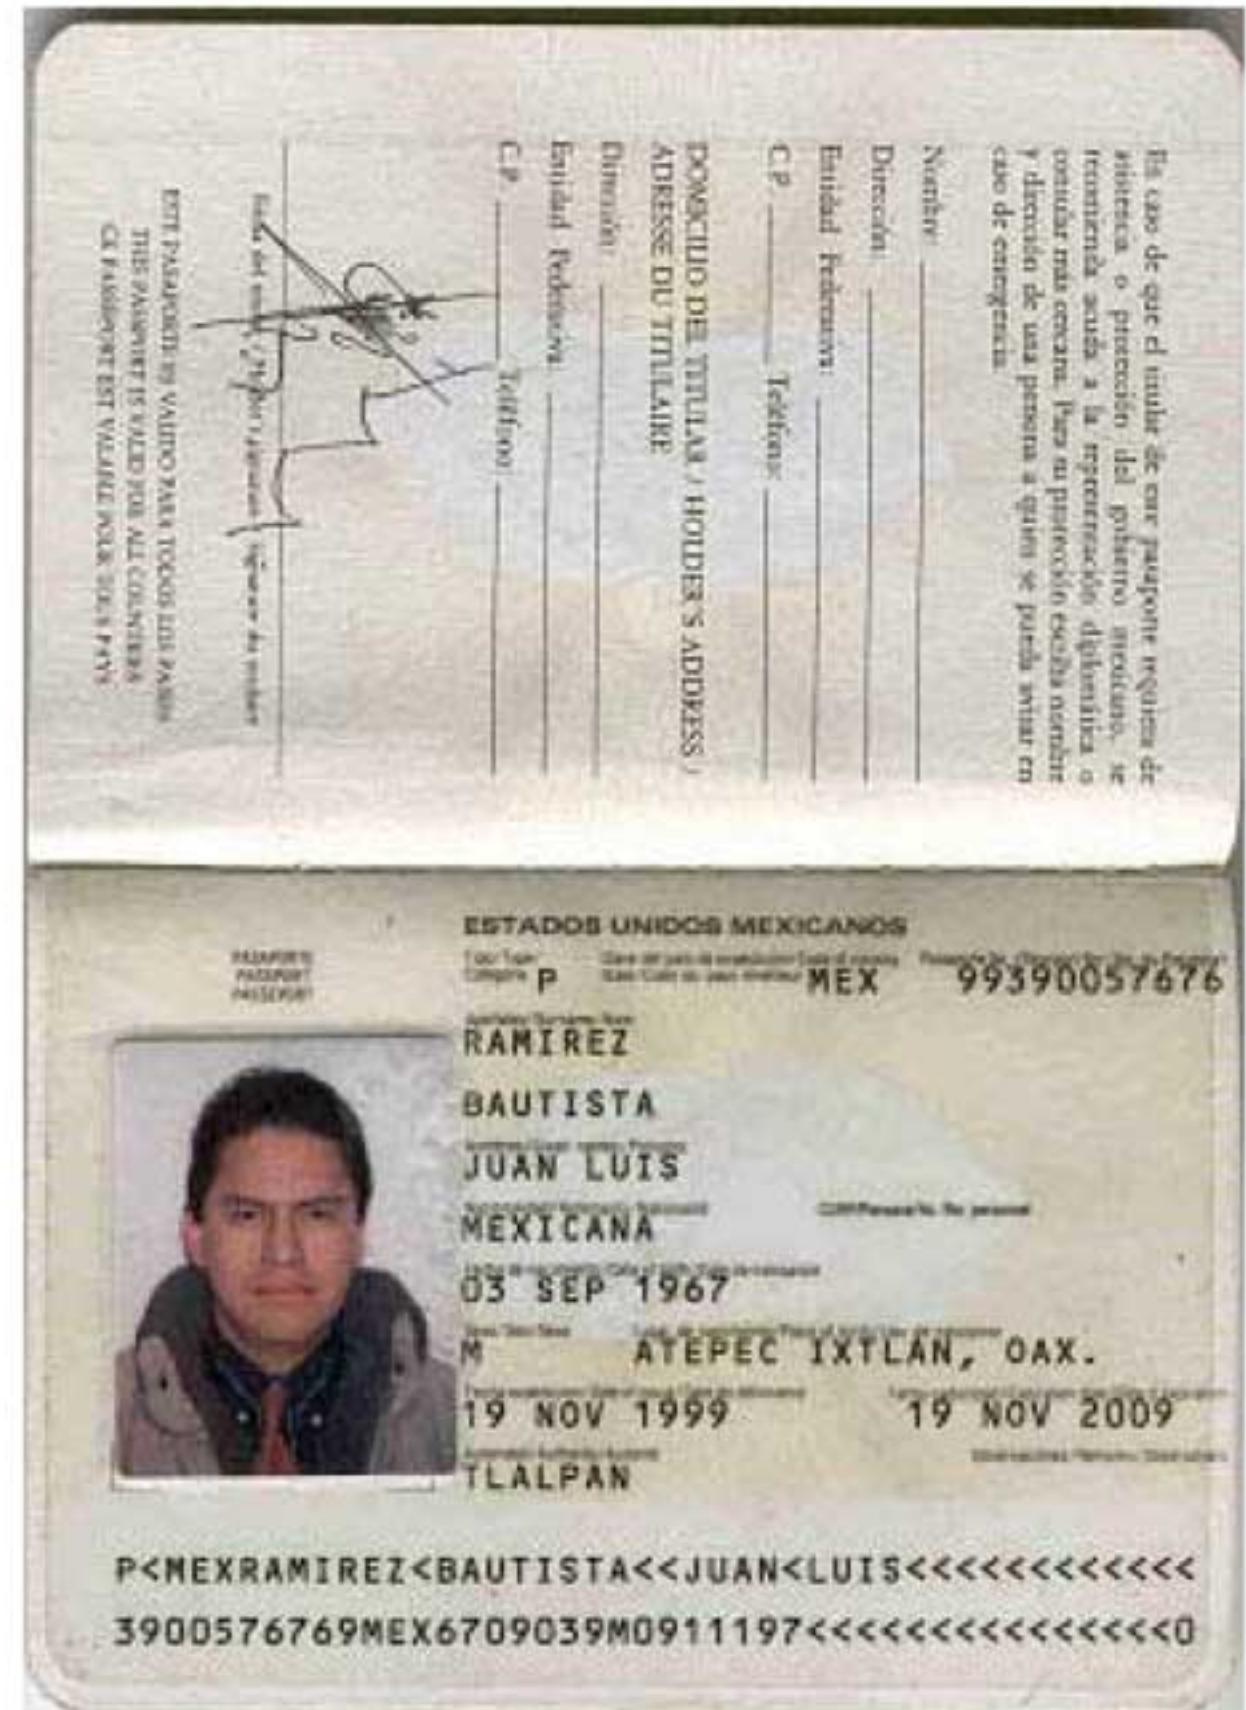 En caso de que el titular de este pasaporte requiera de
asistencia o protección del gobierno mexicano, se
recomienda acuda a la representación diplomática o
consular más cercana. Para su protección escriba nombre
y dirección de una persona a quien se pueda avisar en
caso de emergencia.
Nombre:
Dirección:
Entidad Federativa:
C.P. Teléfono:
DOMICILIO DEL TITULAR / HOLDER'S ADDRESS /
ADRESSE DU TITULAIRE
Dirección:
Entidad Federativa:
C.P. Teléfono:
Firma del titular
ESTE PASAPORTE ES VALIDO PARA TODOS LOS PAISES
THIS PASSPORT IS VALID FOR ALL COUNTRIES
CE PASSEPORT EST VALABLE POUR TOUS PAYS
ESTADOS UNIDOS MEXICANOS
PASAPORTE
PASSPORT
PASSEPORT
P MEX 99390057676
RAMIREZ
BAUTISTA
JUAN LUIS
MEXICANA
03 SEP 1967
M ATEPEC IXTLAN, OAX.
19 NOV 1999 19 NOV 2009
TLALPAN
P<MEXRAMIREZ<BAUTISTA<<JUAN<LUIS<<<<<<<<<<<<
3900576769MEX6709039M0911197<<<<<<<<<<<<<<<0